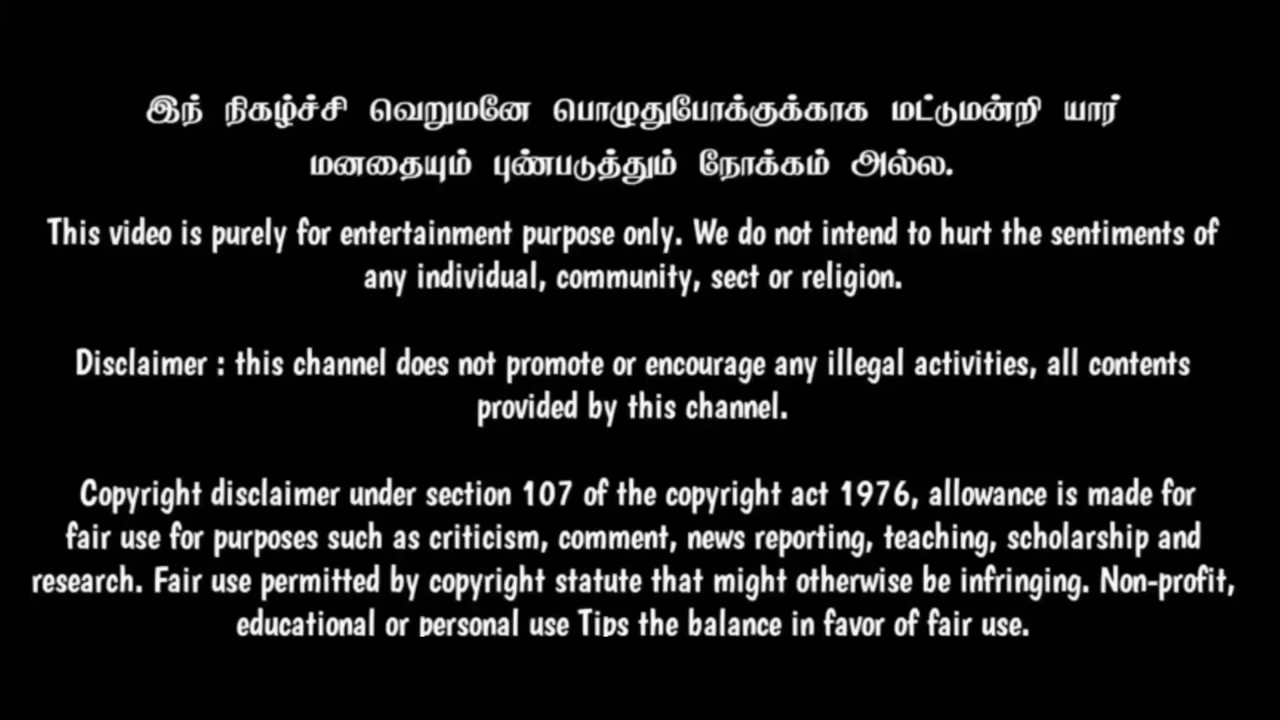 இந் நிகழ்ச்சி வெறுமனே பொழுதுபோக்குக்காக மட்டுமன்றி யார்
மனதையும் புண்படுத்தும் நோக்கம் அல்ல.
This video is purely for entertainment purpose only. We do not intend to hurt the sentiments of
any individual, community, sect or religion.
Disclaimer : this channel does not promote or encourage any illegal activities, all contents
provided by this channel.
Copyright disclaimer under section 107 of the copyright act 1976, allowance is made for
fair use for purposes such as criticism, comment, news reporting, teaching, scholarship and
research. Fair use permitted by copyright statute that might otherwise be infringing. Non-profit,
educational or personal use Tips the balance in favor of fair use.